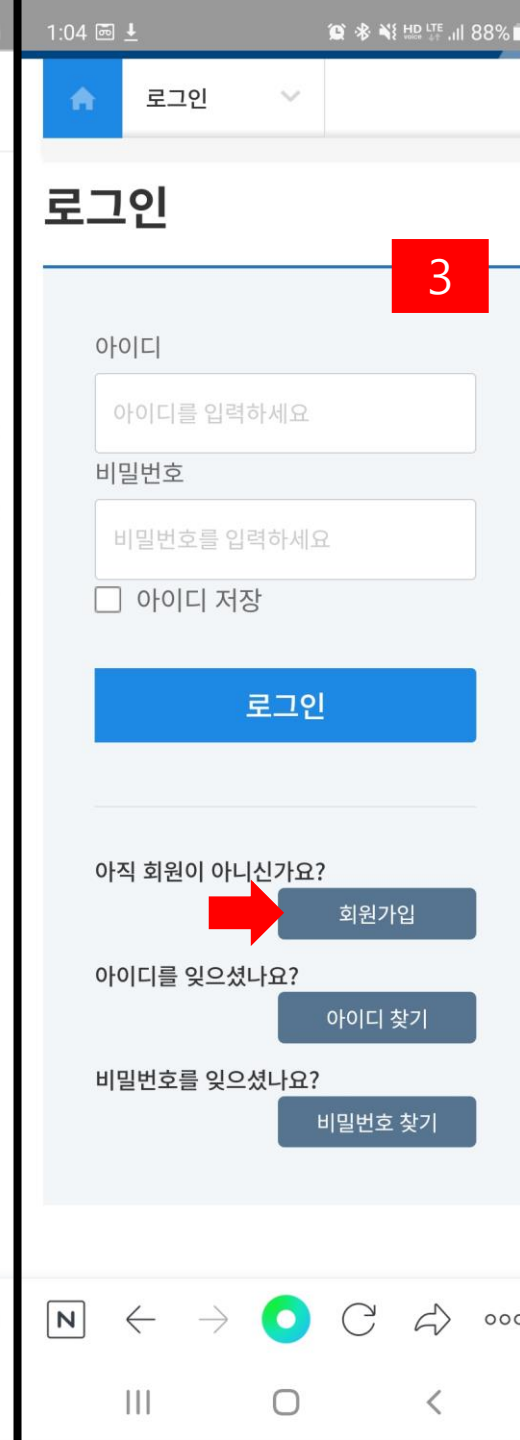 1:04 HD LTE 88%
voice
로그인
로그인
3
아이디
아이디를 입력하세요
비밀번호
비밀번호를 입력하세요
아이디 저장
로그인
아직 회원이 아니신가요?
회원가입
아이디를 잊으셨나요?
아이디 찾기
비밀번호를 잊으셨나요?
비밀번호 찾기
N